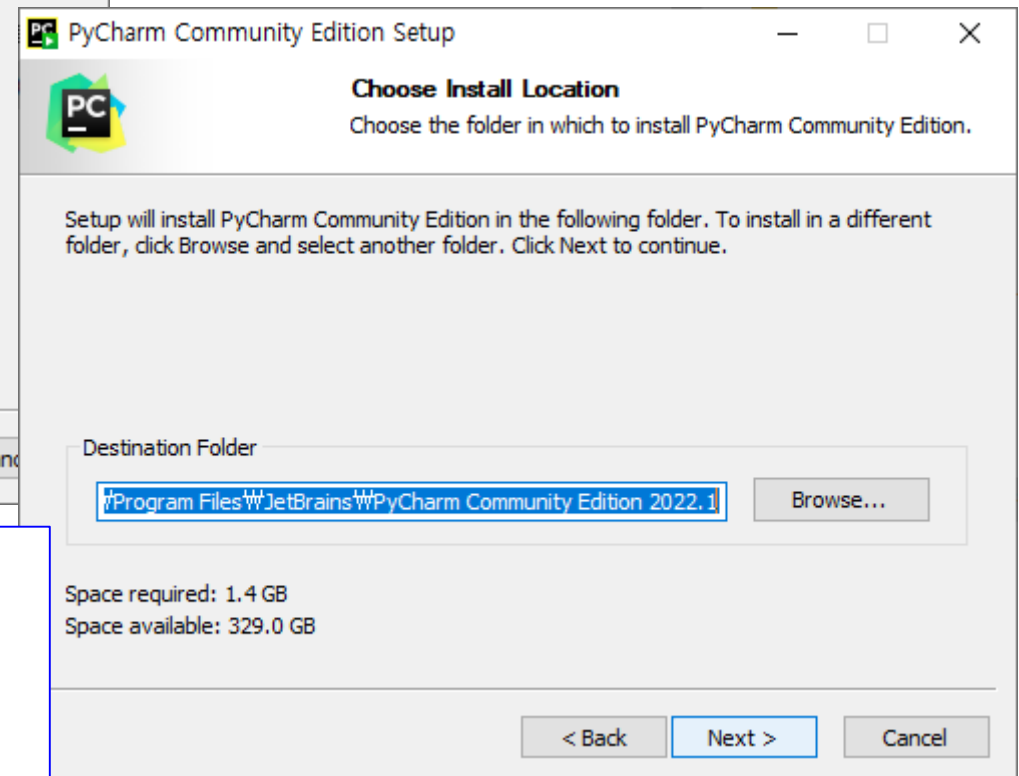 PyCharm Community Edition Setup
PC
Choose Install Location
Choose the folder in which to install PyCharm Community Edition.
Setup will install PyCharm Community Edition in the following folder. To install in a different
folder, click Browse and select another folder. Click Next to continue.
Destination Folder
₩Program Files₩JetBrains₩PyCharm Community Edition 2022.1
Browse...
Space required: 1.4 GB
Space available: 329.0 GB
< Back
Next >
Cancel